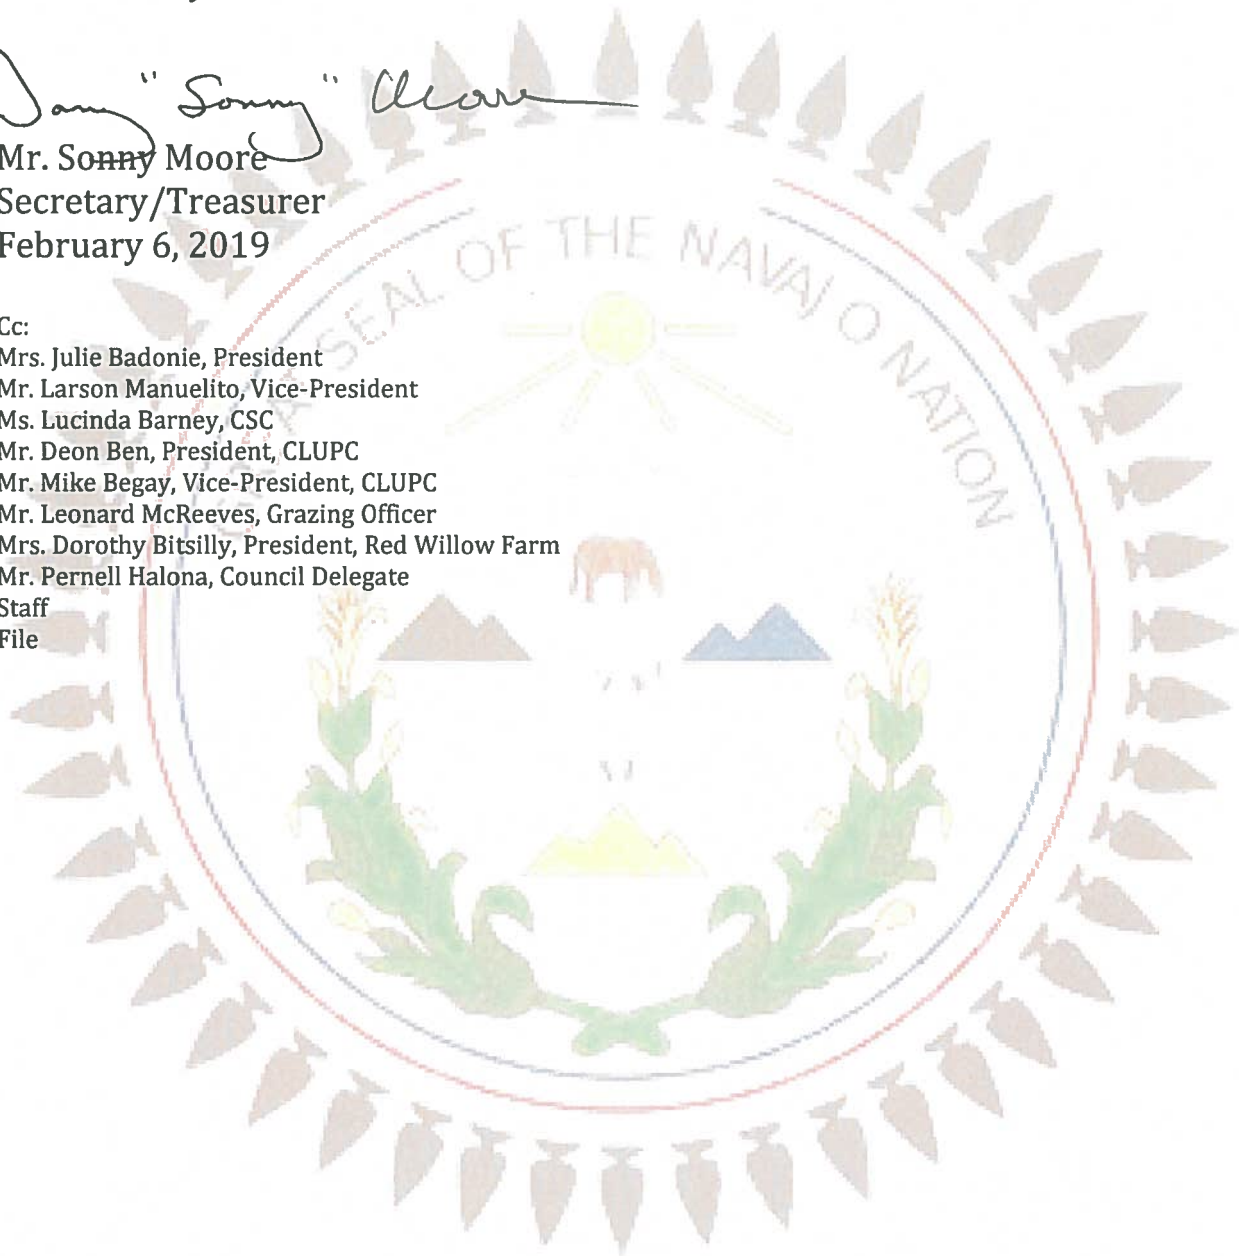 "Sonny" Moore
Mr. Sonny Moore
Secretary/Treasurer
February 6, 2019
Cc:
Mrs. Julie Badonie, President
Mr. Larson Manuelito, Vice-President
Ms. Lucinda Barney, CSC
Mr. Deon Ben, President, CLUPC
Mr. Mike Begay, Vice-President, CLUPC
Mr. Leonard McReeves, Grazing Officer
Mrs. Dorothy Bitsilly, President, Red Willow Farm
Mr. Pernell Halona, Council Delegate
Staff
File
GREAT SEAL OF THE NAVAJO NATION